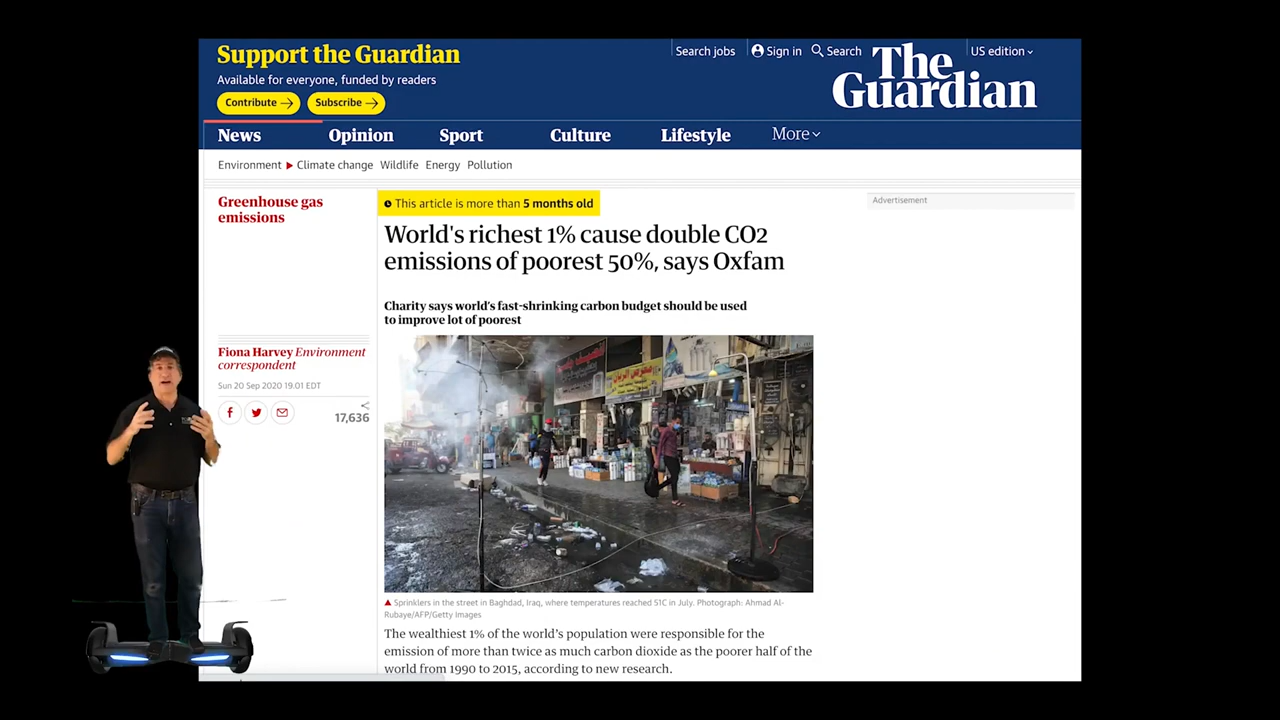 Support the Guardian
Available for everyone, funded by readers
Contribute →
Subscribe →
Search jobs
Sign in
Search
US edition
The
Guardian
News
Opinion
Sport
Culture
Lifestyle
More
Environment
Climate change
Wildlife
Energy
Pollution
Greenhouse gas
emissions
This article is more than 5 months old
Advertisement
World's richest 1% cause double CO2
emissions of poorest 50%, says Oxfam
Charity says world's fast-shrinking carbon budget should be used
to improve lot of poorest
Fiona Harvey Environment
correspondent
Sun 20 Sep 2020 19.01 EDT
17,636
Sprinklers in the street in Baghdad, Iraq, where temperatures reached 51C in July. Photograph: Ahmad Al-
Rubaye/AFP/Getty Images
The wealthiest 1% of the world's population were responsible for the
emission of more than twice as much carbon dioxide as the poorer half of the
world from 1990 to 2015, according to new research.